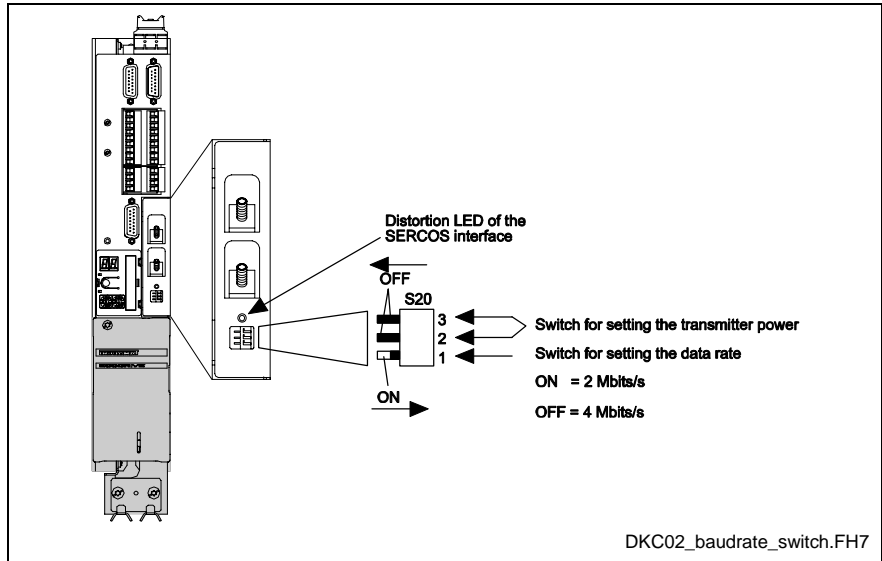 Distortion LED of the
SERCOS interface
OFF
S20
3
2
1
Switch for setting the transmitter power
Switch for setting the data rate
ON = 2 Mbits/s
OFF = 4 Mbits/s
ON
DKC02_baudrate_switch.FH7